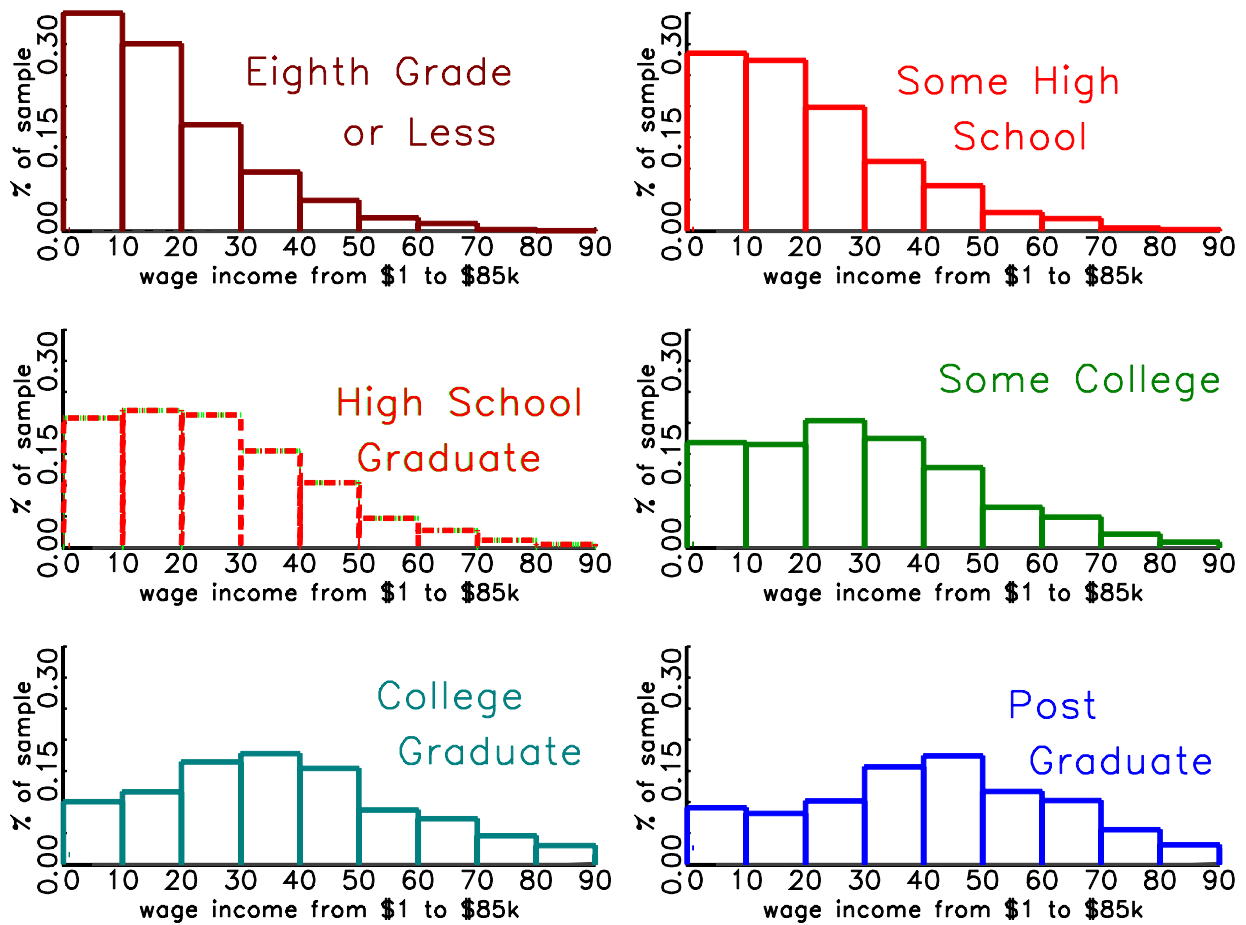 Eighth Grade
or Less
% of sample
0.00 0.15 0.30
0 10 20 30 40 50 60 70 80 90
wage income from $1 to $85k
Some High
School
% of sample
0.00 0.15 0.30
0 10 20 30 40 50 60 70 80 90
wage income from $1 to $85k
High School
Graduate
% of sample
0.00 0.15 0.30
0 10 20 30 40 50 60 70 80 90
wage income from $1 to $85k
Some College
% of sample
0.00 0.15 0.30
0 10 20 30 40 50 60 70 80 90
wage income from $1 to $85k
College
Graduate
% of sample
0.00 0.15 0.30
0 10 20 30 40 50 60 70 80 90
wage income from $1 to $85k
Post
Graduate
% of sample
0.00 0.15 0.30
0 10 20 30 40 50 60 70 80 90
wage income from $1 to $85k